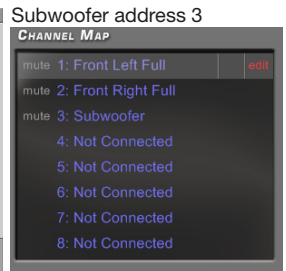 Subwoofer address 3
CHANNEL MAP
mute 1: Front Left Full edit
mute 2: Front Right Full
mute 3: Subwoofer
4: Not Connected
5: Not Connected
6: Not Connected
7: Not Connected
8: Not Connected